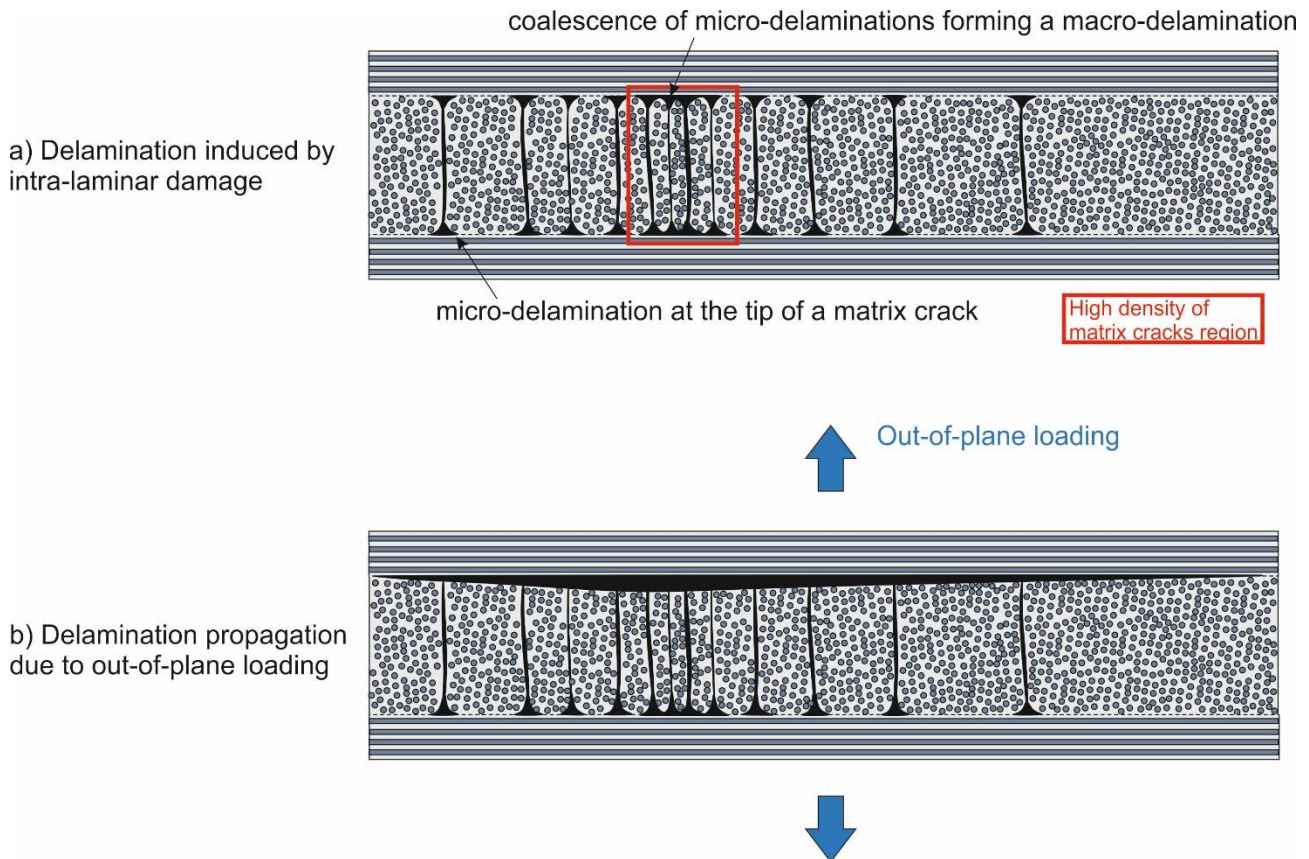 coalescence of micro-delaminations forming a macro-delamination
a) Delamination induced by
intra-laminar damage
micro-delamination at the tip of a matrix crack
High density of
matrix cracks region
Out-of-plane loading
b) Delamination propagation
due to out-of-plane loading